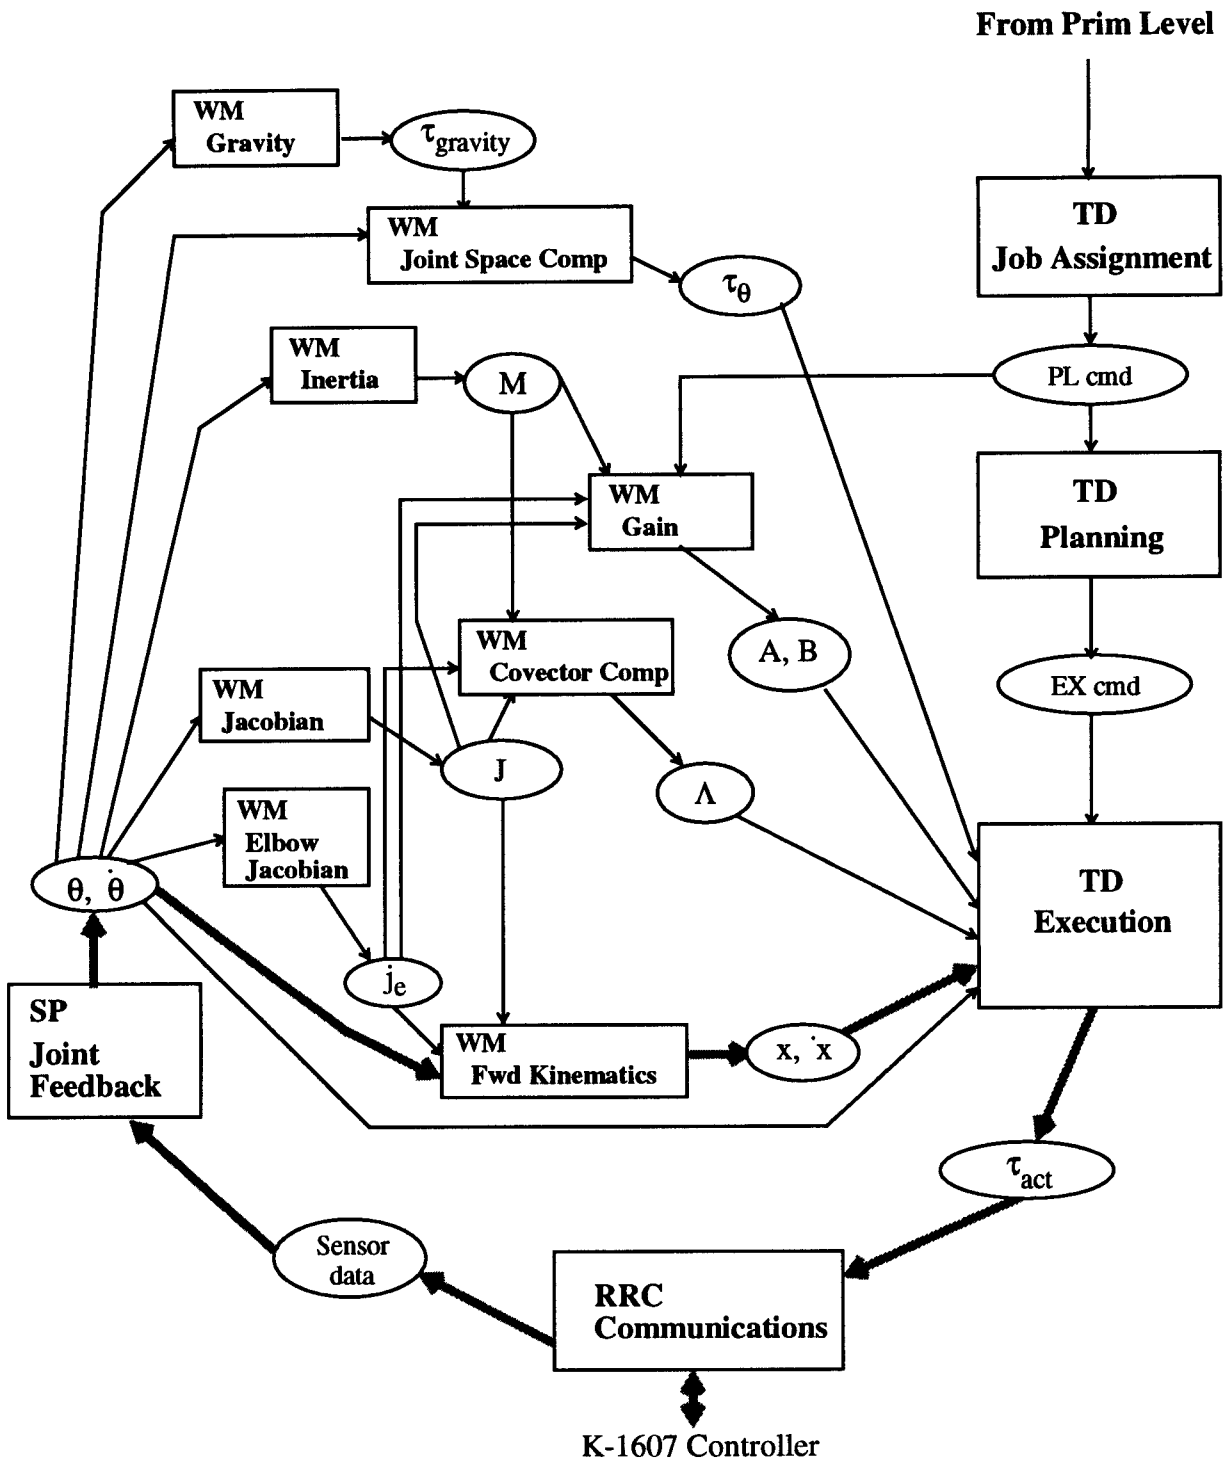 From Prim Level
WM
Gravity
τgravity
WM
Joint Space Comp
τθ
TD
Job Assignment
WM
Inertia
M
PL cmd
WM
Gain
TD
Planning
WM
Covector Comp
A, B
EX cmd
WM
Jacobian
J
Λ
WM
Elbow
Jacobian
θ, θ̇
TD
Execution
je
SP
Joint
Feedback
WM
Fwd Kinematics
x, ẋ
τact
Sensor
data
RRC
Communications
K-1607 Controller